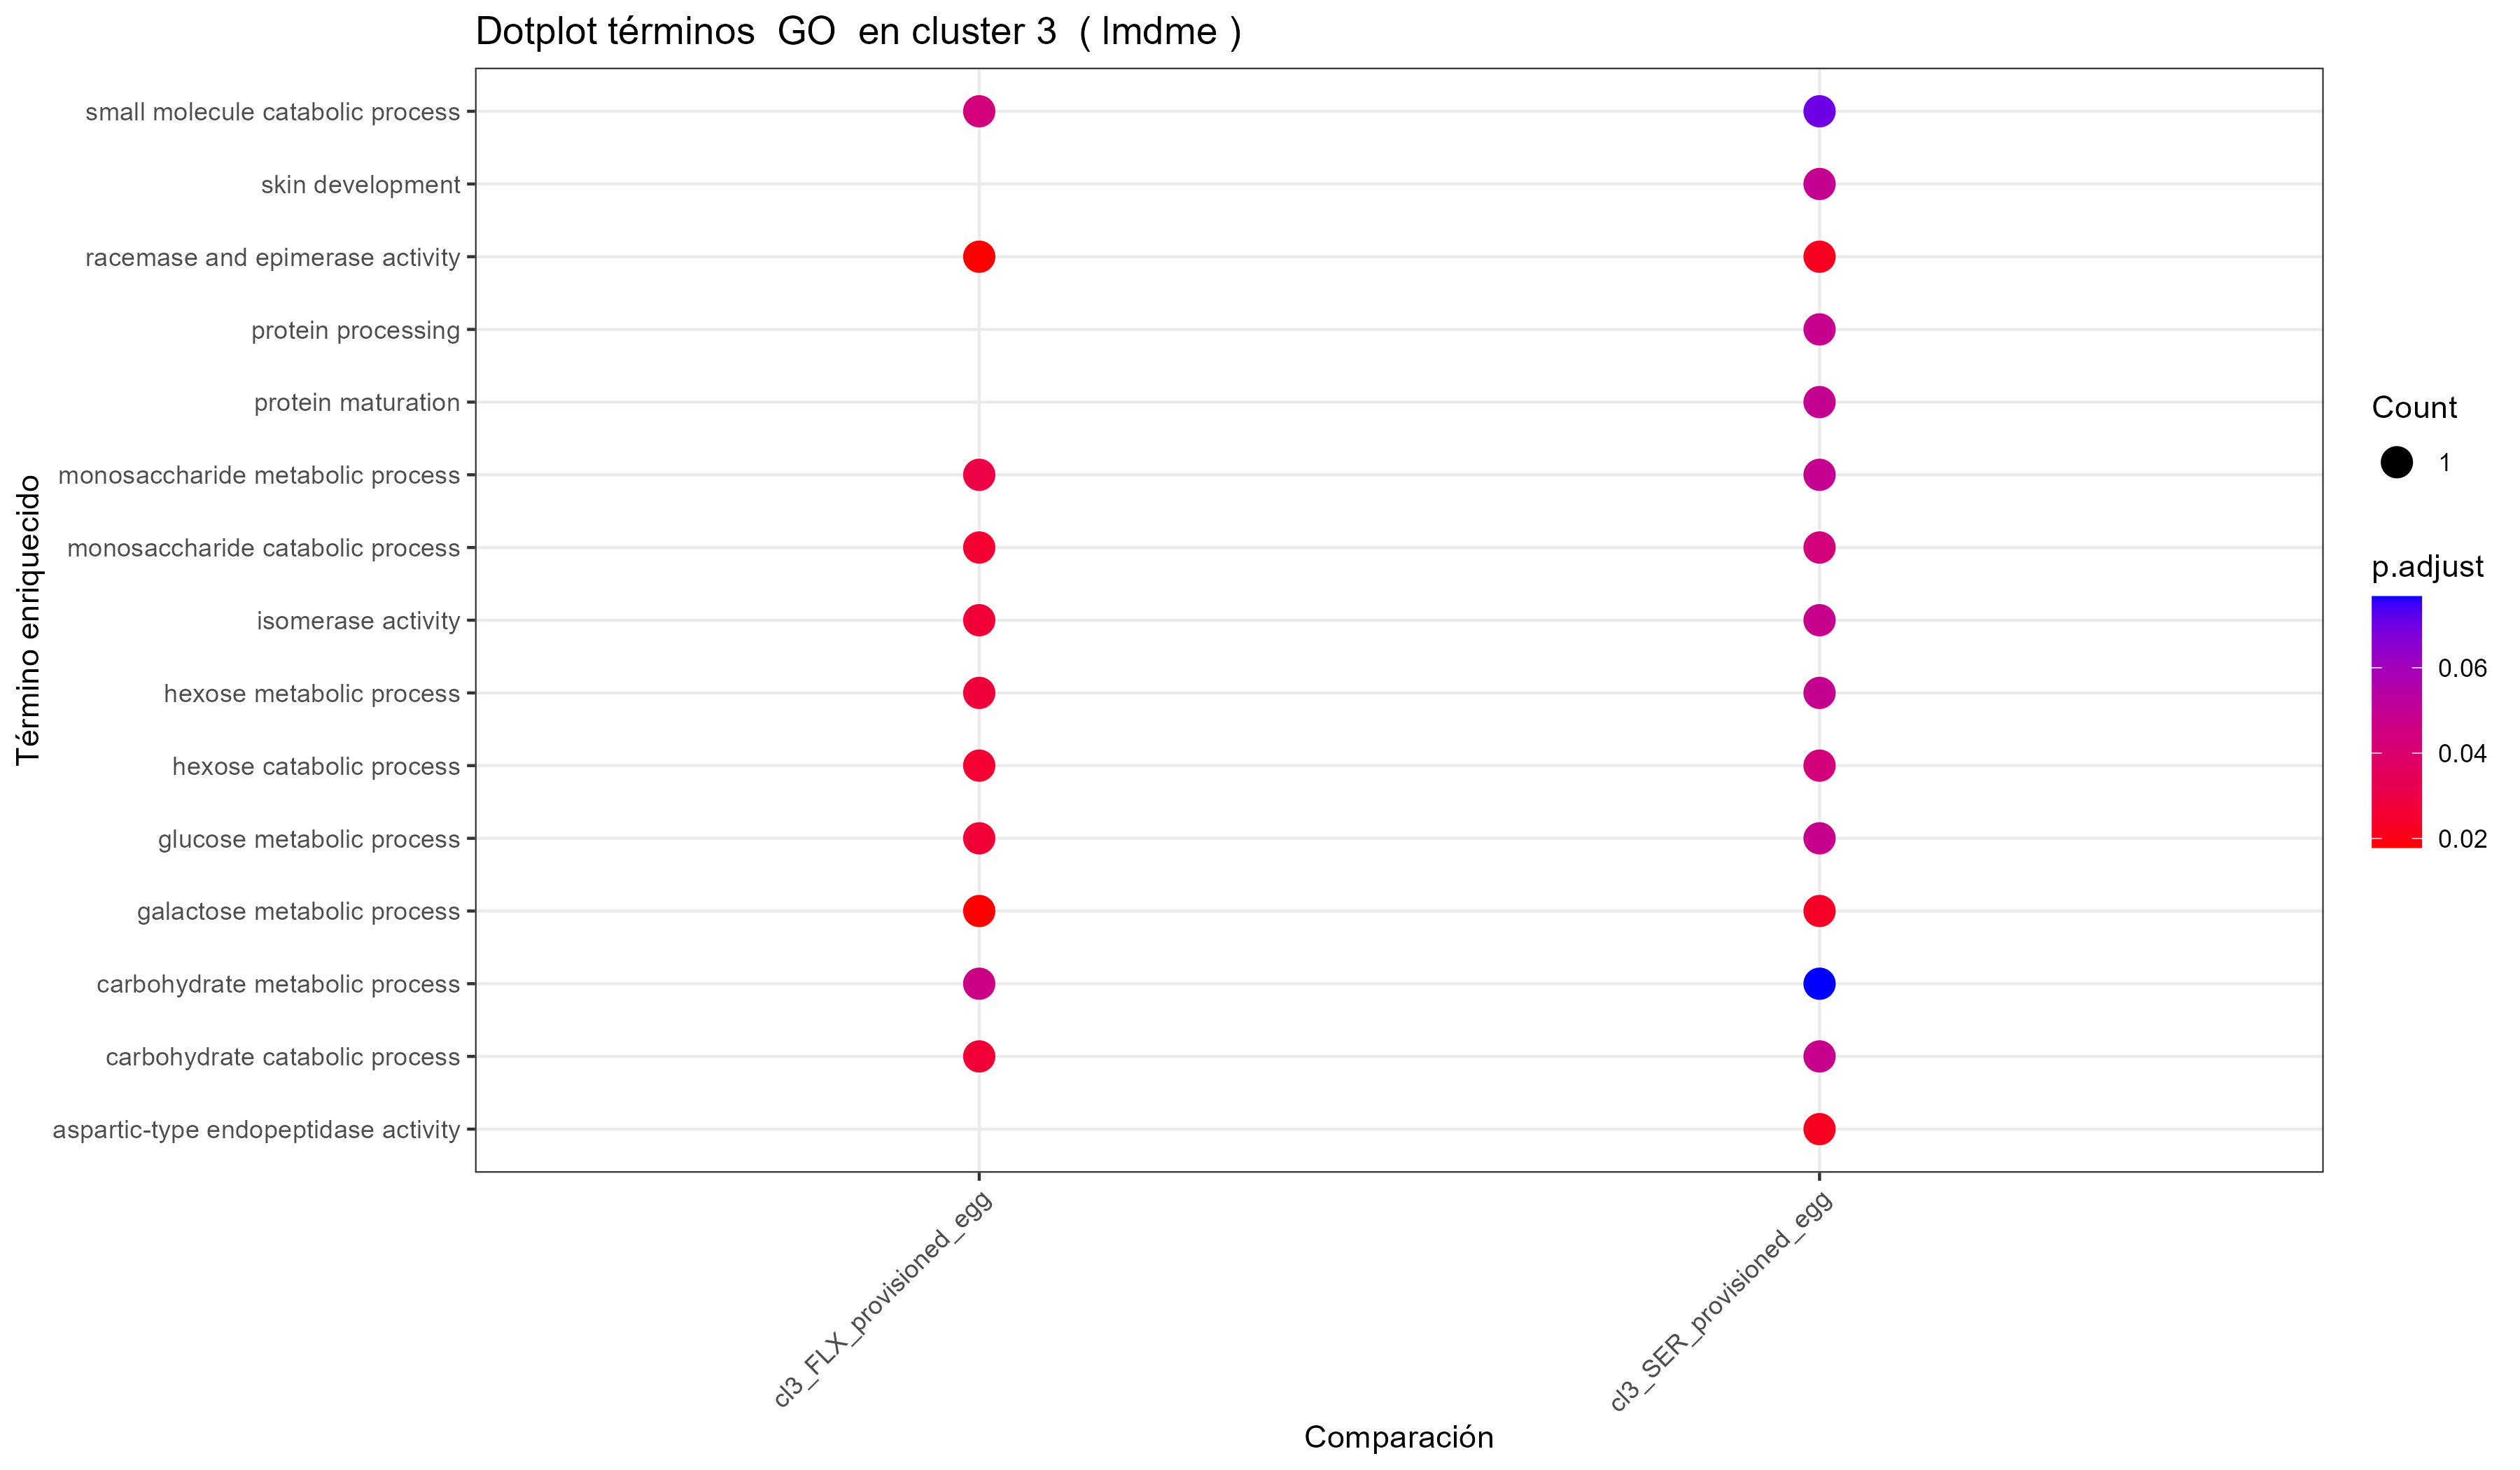 Dotplot términos  GO  en cluster 3  ( lmdme )
Término enriquecido
small molecule catabolic process
skin development
racemase and epimerase activity
protein processing
protein maturation
monosaccharide metabolic process
monosaccharide catabolic process
isomerase activity
hexose metabolic process
hexose catabolic process
glucose metabolic process
galactose metabolic process
carbohydrate metabolic process
carbohydrate catabolic process
aspartic-type endopeptidase activity
cl3_FLX_provisioned_egg
cl3_SER_provisioned_egg
Comparación
Count
1
p.adjust
0.06
0.04
0.02